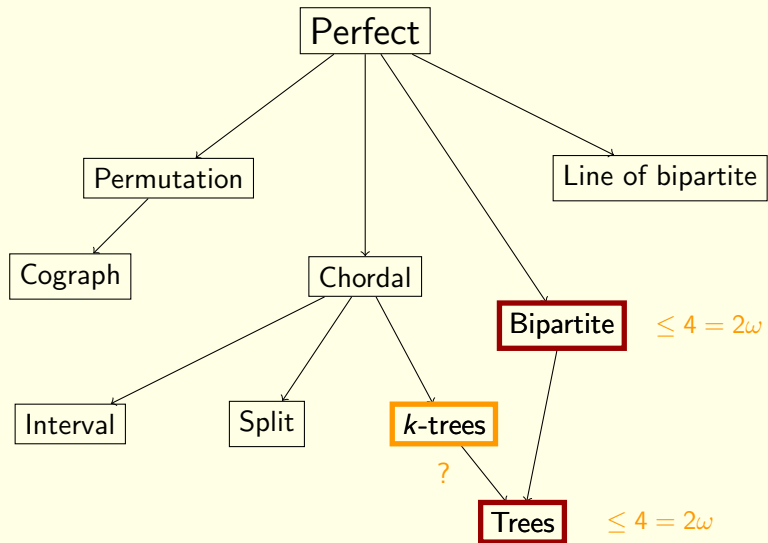 Perfect
Permutation
Line of bipartite
Cograph
Chordal
Bipartite
≤ 4 = 2ω
Interval
Split
k-trees
?
Trees
≤ 4 = 2ω